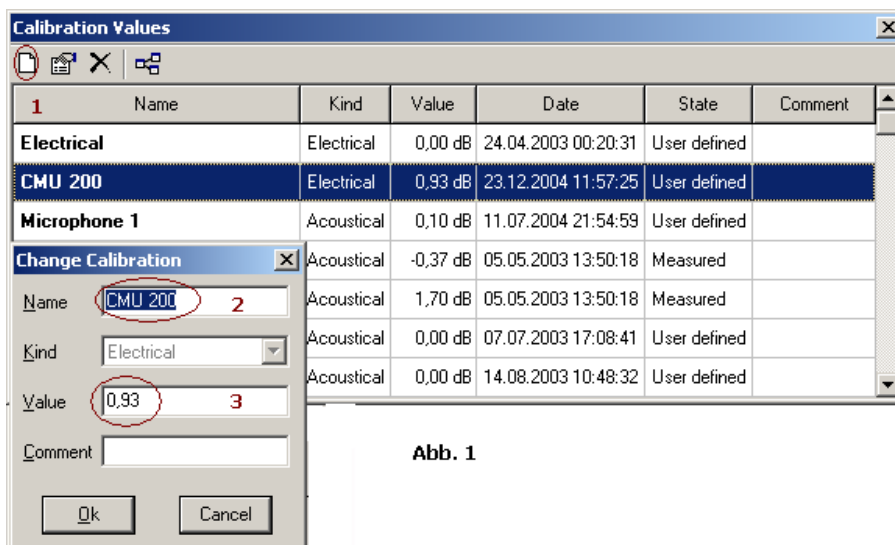 Calibration Values
1 Name Kind Value Date State Comment
Electrical Electrical 0,00 dB 24.04.2003 00:20:31 User defined
CMU 200 Electrical 0,93 dB 23.12.2004 11:57:25 User defined
Microphone 1 Acoustical 0,10 dB 11.07.2004 21:54:59 User defined
Acoustical -0,37 dB 05.05.2003 13:50:18 Measured
Acoustical 1,70 dB 05.05.2003 13:50:18 Measured
Acoustical 0,00 dB 07.07.2003 17:08:41 User defined
Acoustical 0,00 dB 14.08.2003 10:48:32 User defined
Change Calibration
Name CMU 200 2
Kind Electrical
Value 0,93 3
Comment
Ok Cancel
Abb. 1